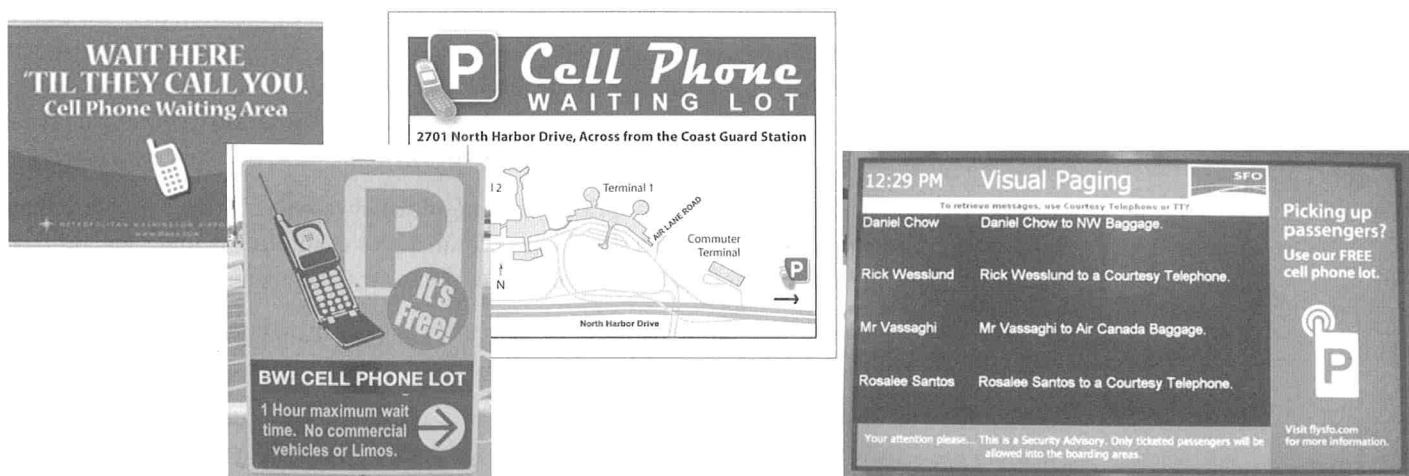 WAIT HERE
'TIL THEY CALL YOU.
Cell Phone Waiting Area
METROPOLITAN WASHINGTON
P
It's
Free!
BWI CELL PHONE LOT
1 Hour maximum wait
time. No commercial
vehicles or Limos.
P Cell Phone
WAITING LOT
2701 North Harbor Drive, Across from the Coast Guard Station
2
Terminal 1
AIR LANE ROAD
Commuter
Terminal
P
N
North Harbor Drive
12:29 PM Visual Paging SFO
To retrieve messages, use Courtesy Telephone or TTY
Daniel Chow Daniel Chow to NW Baggage.
Rick Wesslund Rick Wesslund to a Courtesy Telephone.
Mr Vassaghi Mr Vassaghi to Air Canada Baggage.
Rosalee Santos Rosalee Santos to a Courtesy Telephone.
Your attention please... This is a Security Advisory. Only ticketed passengers will be
allowed into the boarding areas.
Picking up
passengers?
Use our FREE
cell phone lot.
P
Visit flysfo.com
for more information.